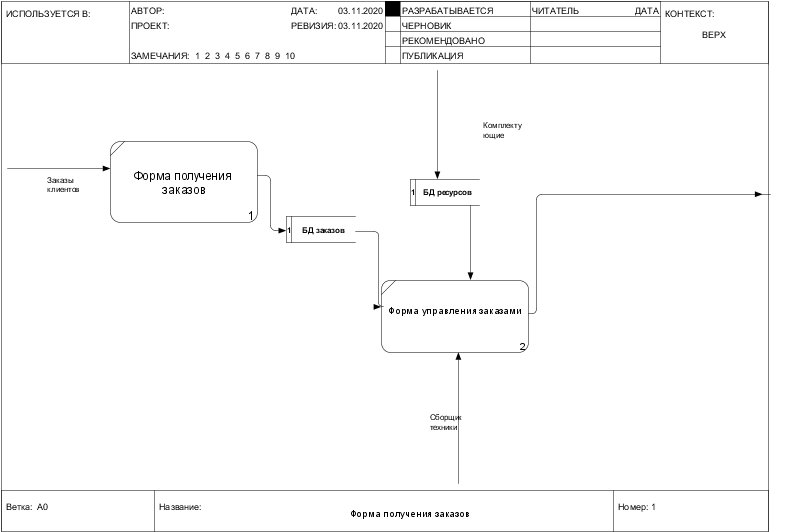 ИСПОЛЬЗУЕТСЯ В:
АВТОР: ДАТА: 03.11.2020
ПРОЕКТ: РЕВИЗИЯ: 03.11.2020
ЗАМЕЧАНИЯ: 1 2 3 4 5 6 7 8 9 10
РАЗРАБАТЫВАЕТСЯ
ЧЕРНОВИК
РЕКОМЕНДОВАНО
ПУБЛИКАЦИЯ
ЧИТАТЕЛЬ ДАТА
КОНТЕКСТ:
ВЕРХ
Комплекту
ющие
Форма получения
заказов
1
Заказы
клиентов
1 БД ресурсов
1 БД заказов
Форма управления заказами
2
Сборщик
техники
Ветка: A0
Название:
Форма получения заказов
Номер: 1